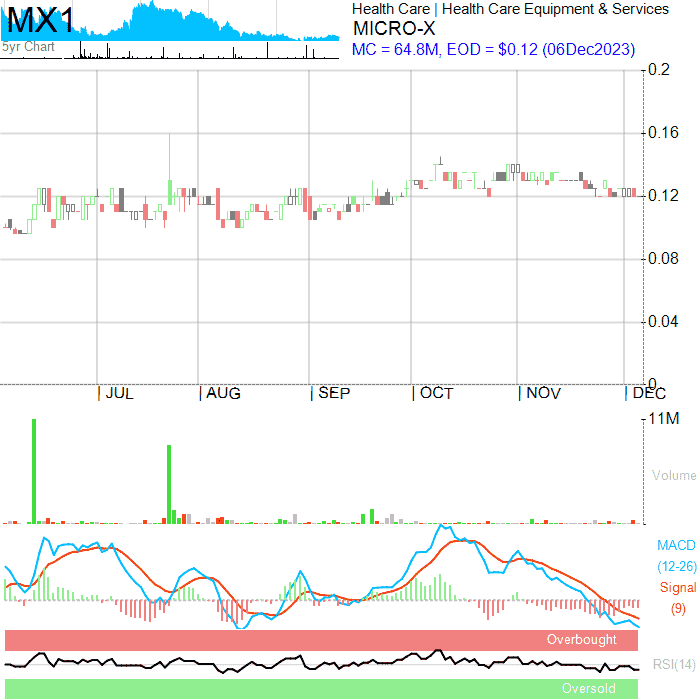 MX1
5yr Chart
Health Care | Health Care Equipment & Services
MICRO-X
MC = 64.8M, EOD = $0.12 (06Dec2023)
0.2
0.16
0.12
0.08
0.04
0
JUL
AUG
SEP
OCT
NOV
DEC
11M
Volume
MACD
(12-26)
Signal
(9)
Overbought
RSI(14)
Oversold